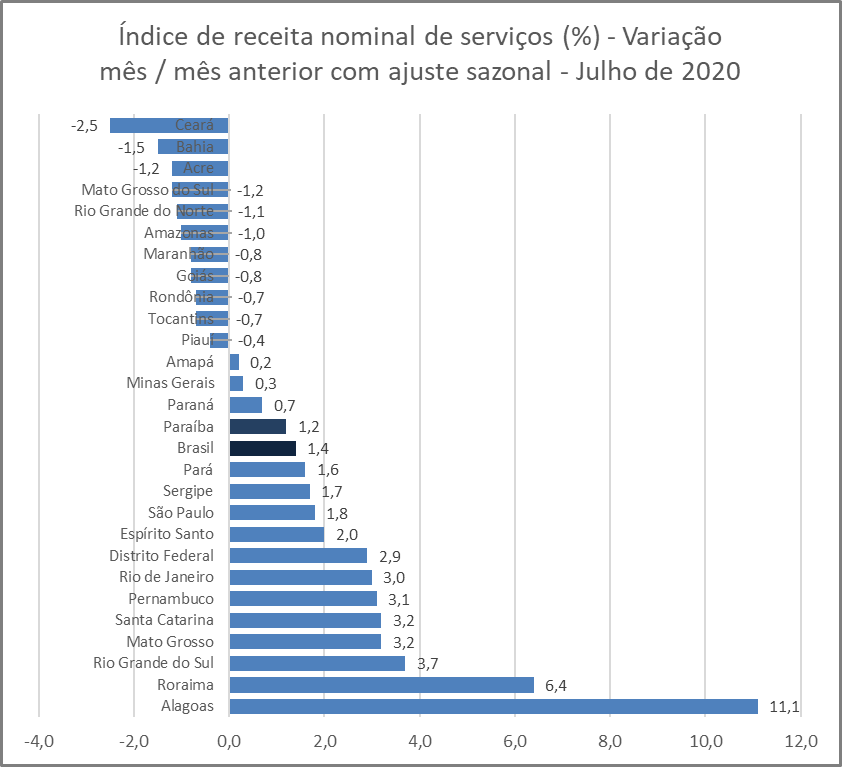 Índice de receita nominal de serviços (%) - Variação
mês / mês anterior com ajuste sazonal - Julho de 2020
-2,5 Ceará
-1,5 Bahia
-1,2 Acre
Mato Grosso do Sul -1,2
Rio Grande do Norte -1,1
Amazonas -1,0
Maranhão -0,8
Goiás -0,8
Rondônia -0,7
Tocantins -0,7
Piauí -0,4
Amapá 0,2
Minas Gerais 0,3
Paraná 0,7
Paraíba 1,2
Brasil 1,4
Pará 1,6
Sergipe 1,7
São Paulo 1,8
Espírito Santo 2,0
Distrito Federal 2,9
Rio de Janeiro 3,0
Pernambuco 3,1
Santa Catarina 3,2
Mato Grosso 3,2
Rio Grande do Sul 3,7
Roraima 6,4
Alagoas 11,1
-4,0 -2,0 0,0 2,0 4,0 6,0 8,0 10,0 12,0